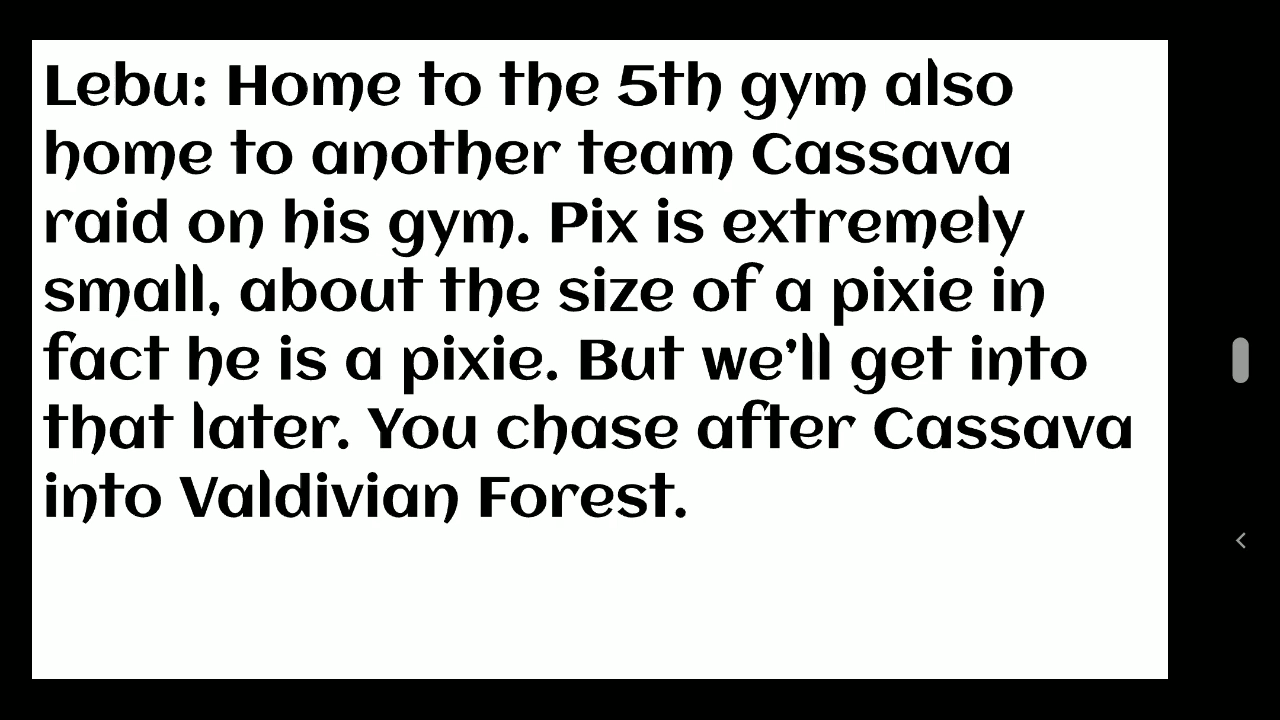 Lebu: Home to the 5th gym also
home to another team Cassava
raid on his gym. Pix is extremely
small, about the size of a pixie in
fact he is a pixie. But we'll get into
that later. You chase after Cassava
into Valdivian Forest.